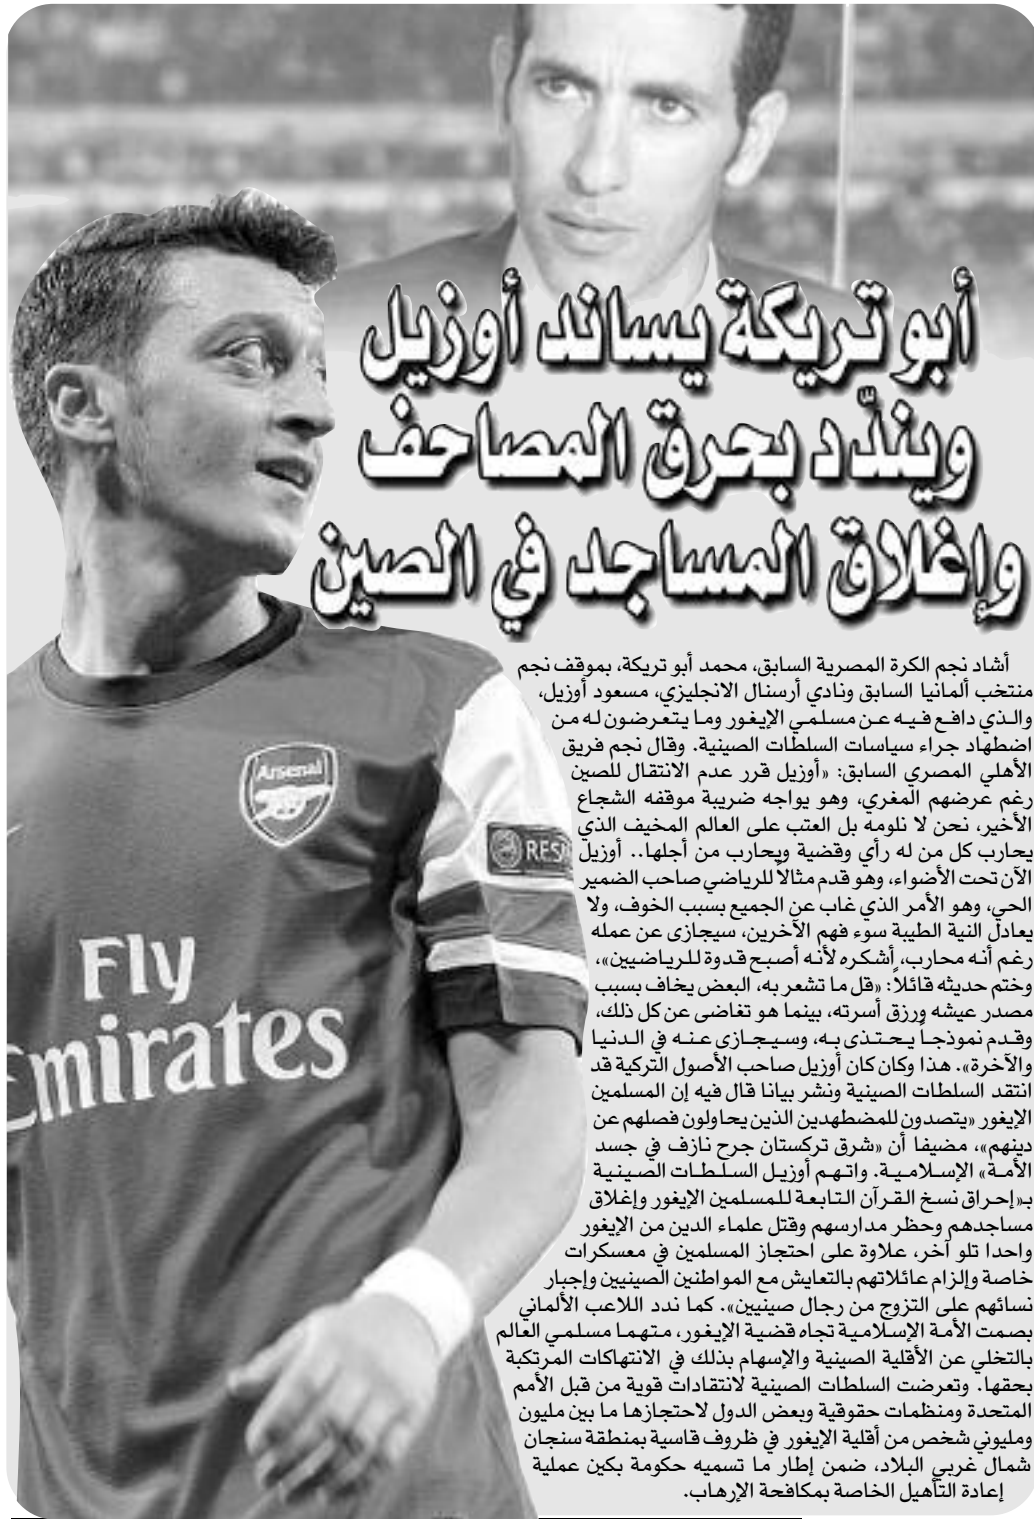 أبو تريكة يساند أوزيل
ويندّد بحرق المصاحف
وإغلاق المساجد في الصين
أشاد نجم الكرة المصرية السابق، محمد أبو تريكة، بموقف نجم
منتخب ألمانيا السابق ونادي أرسنال الانجليزي، مسعود أوزيل،
والذي دافع فيه عن مسلمي الإيغور وما يتعرضون له من
اضطهاد جراء سياسات السلطات الصينية. وقال نجم فريق
الأهلي المصري السابق: «أوزيل قرر عدم الانتقال للصين
رغم عرضهم المغري، وهو يواجه ضريبة موقفه الشجاع
الأخير، نحن لا نلومه بل العتب على العالم المخيف الذي
يحارب كل من له رأي وقضية ويحارب من أجلها.. أوزيل
الآن تحت الأضواء، وهو قدم مثالاً للرياضي صاحب الضمير
الحي، وهو الأمر الذي غاب عن الجميع بسبب الخوف، ولا
يعادل النية الطيبة سوء فهم الآخرين، سيجازى عن عمله
رغم أنه محارب، أشكره لأنه أصبح قدوة للرياضيين»،
وختم حديثه قائلاً: «قل ما تشعر به، البعض يخاف بسبب
مصدر عيشه ورزق أسرته، بينما هو تغاضى عن كل ذلك،
وقدم نموذجاً يحتذى به، وسيجازى عنه في الدنيا
والآخرة». هذا وكان كان أوزيل صاحب الأصول التركية قد
انتقد السلطات الصينية ونشر بيانا قال فيه إن المسلمين
الإيغور «يتصدون للمضطهدين الذين يحاولون فصلهم عن
دينهم»، مضيفا أن «شرق تركستان جرح نازف في جسد
الأمة» الإسلامية. واتهم أوزيل السلطات الصينية
بـ«إحراق نسخ القرآن التابعة للمسلمين الإيغور وإغلاق
مساجدهم وحظر مدارسهم وقتل علماء الدين من الإيغور
واحدا تلو آخر، علاوة على احتجاز المسلمين في معسكرات
خاصة وإلزام عائلاتهم بالتعايش مع المواطنين الصينيين وإجبار
نسائهم على التزوج من رجال صينيين». كما ندد اللاعب الألماني
بصمت الأمة الإسلامية تجاه قضية الإيغور، متهما مسلمي العالم
بالتخلي عن الأقلية الصينية والإسهام بذلك في الانتهاكات المرتكبة
بحقها. وتعرضت السلطات الصينية لانتقادات قوية من قبل الأمم
المتحدة ومنظمات حقوقية وبعض الدول لاحتجازها ما بين مليون
ومليوني شخص من أقلية الإيغور في ظروف قاسية بمنطقة سنجان
شمال غربي البلاد، ضمن إطار ما تسميه حكومة بكين عملية
إعادة التأهيل الخاصة بمكافحة الإرهاب.
Arsenal
RES
Fly
Emirates